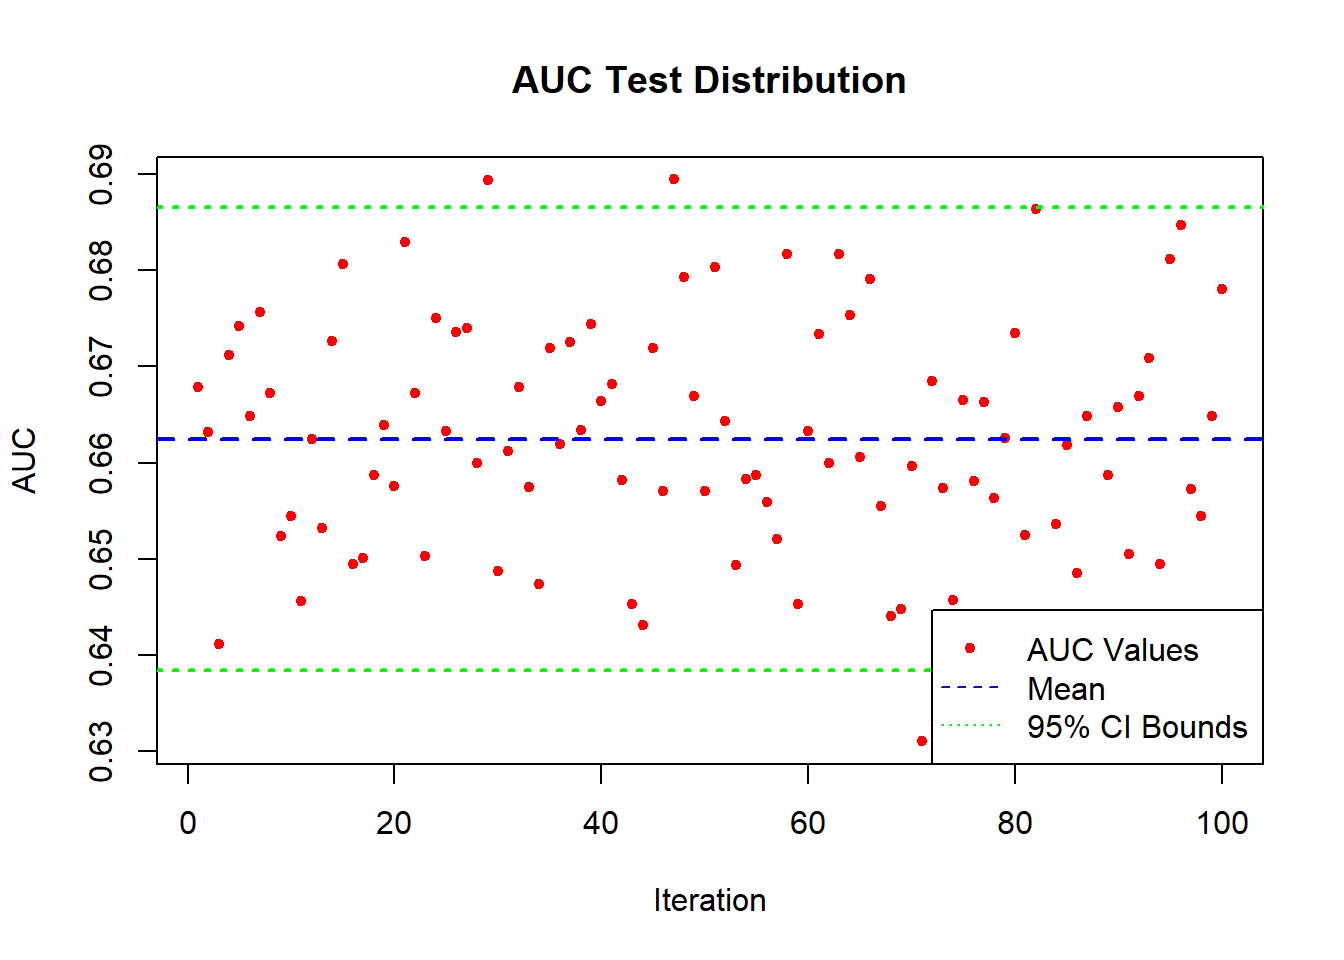 AUC Test Distribution
AUC
0.69
0.68
0.67
0.66
0.65
0.64
0.63
AUC Values
Mean
95% CI Bounds
0 20 40 60 80 100
Iteration